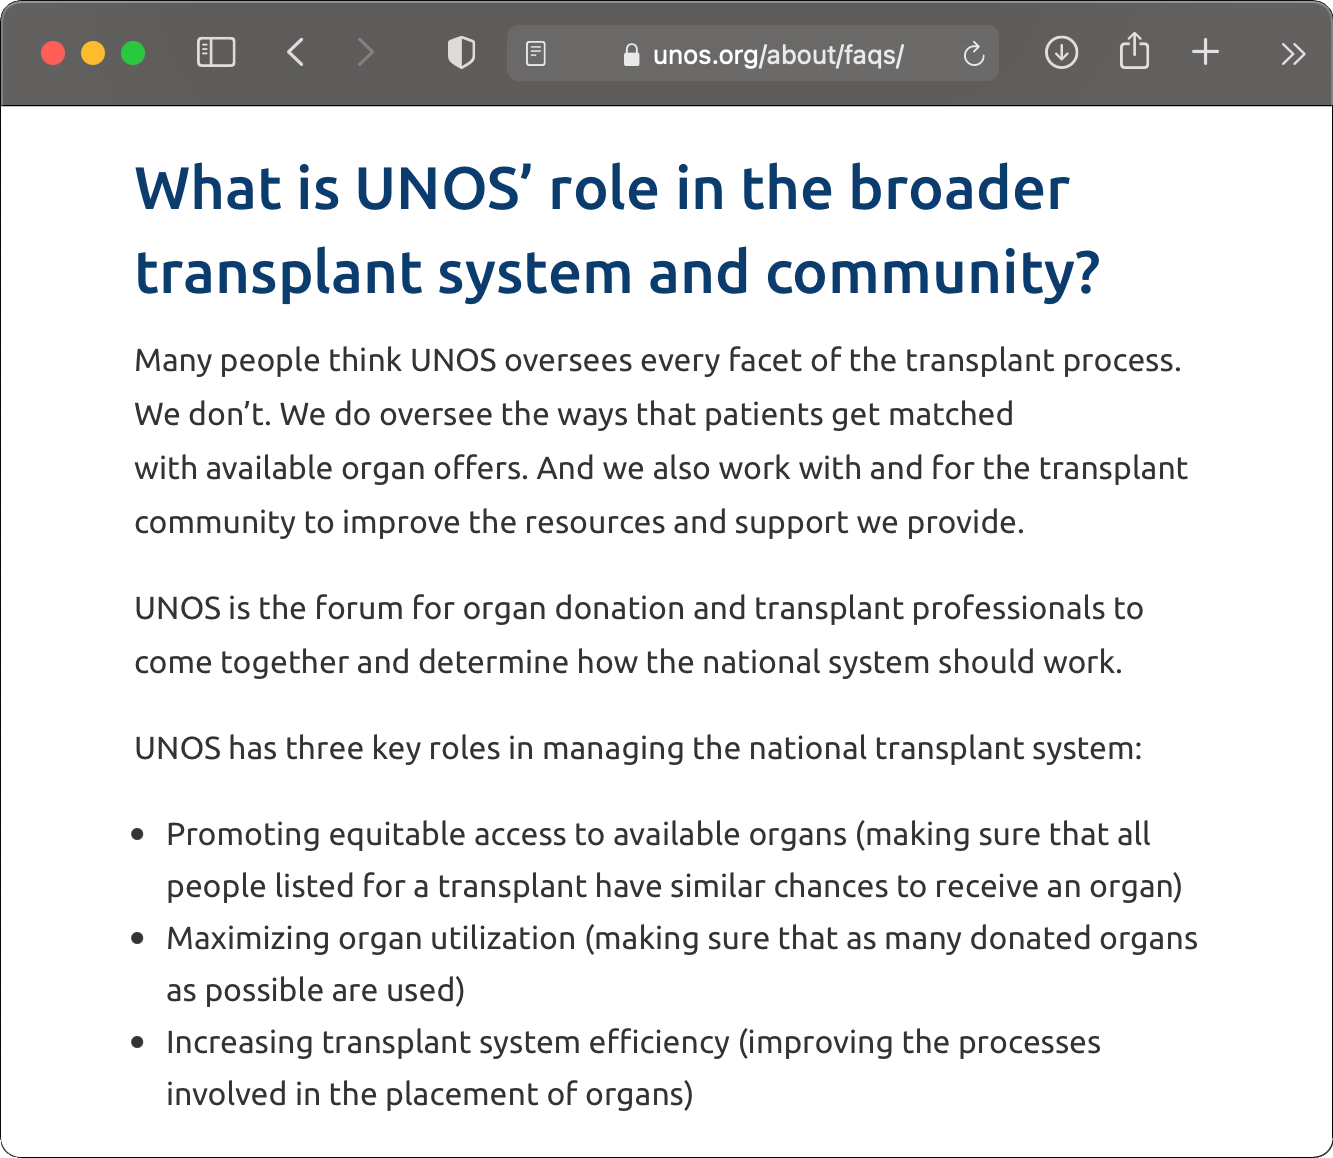 unos.org/about/faqs/
What is UNOS’ role in the broader
transplant system and community?
Many people think UNOS oversees every facet of the transplant process.
We don’t. We do oversee the ways that patients get matched
with available organ offers. And we also work with and for the transplant
community to improve the resources and support we provide.
UNOS is the forum for organ donation and transplant professionals to
come together and determine how the national system should work.
UNOS has three key roles in managing the national transplant system:
• Promoting equitable access to available organs (making sure that all
people listed for a transplant have similar chances to receive an organ)
• Maximizing organ utilization (making sure that as many donated organs
as possible are used)
• Increasing transplant system efficiency (improving the processes
involved in the placement of organs)